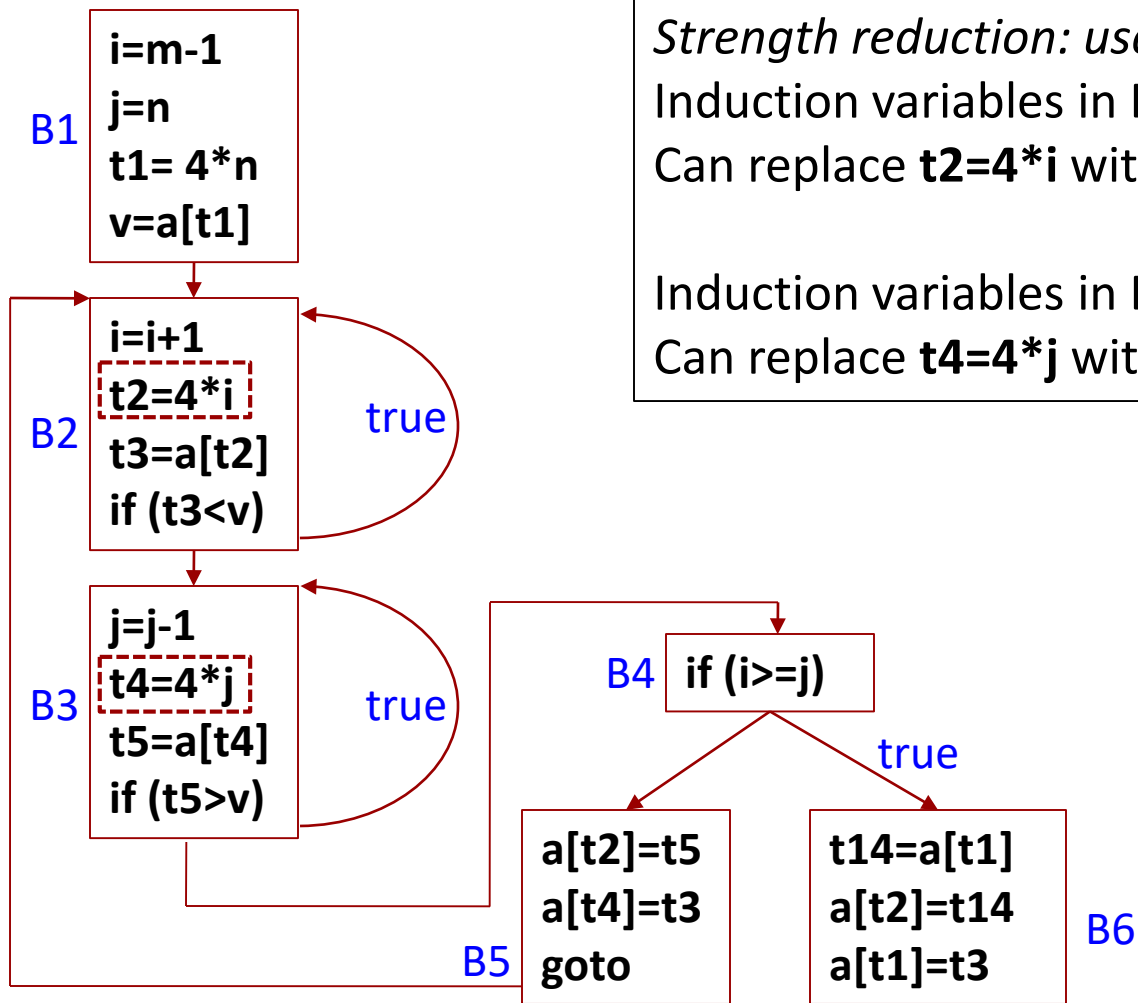 i=m-1
j=n
t1= 4*n
v=a[t1]
B1
Strength reduction: use
Induction variables in
Can replace t2=4*i wit
Induction variables in
Can replace t4=4*j wit
i=i+1
t2=4*i
t3=a[t2]
if (t3<v)
B2
true
j=j-1
t4=4*j
t5=a[t4]
if (t5>v)
B3
true
B4
if (i>=j)
true
a[t2]=t5
a[t4]=t3
goto
B5
t14=a[t1]
a[t2]=t14
a[t1]=t3
B6